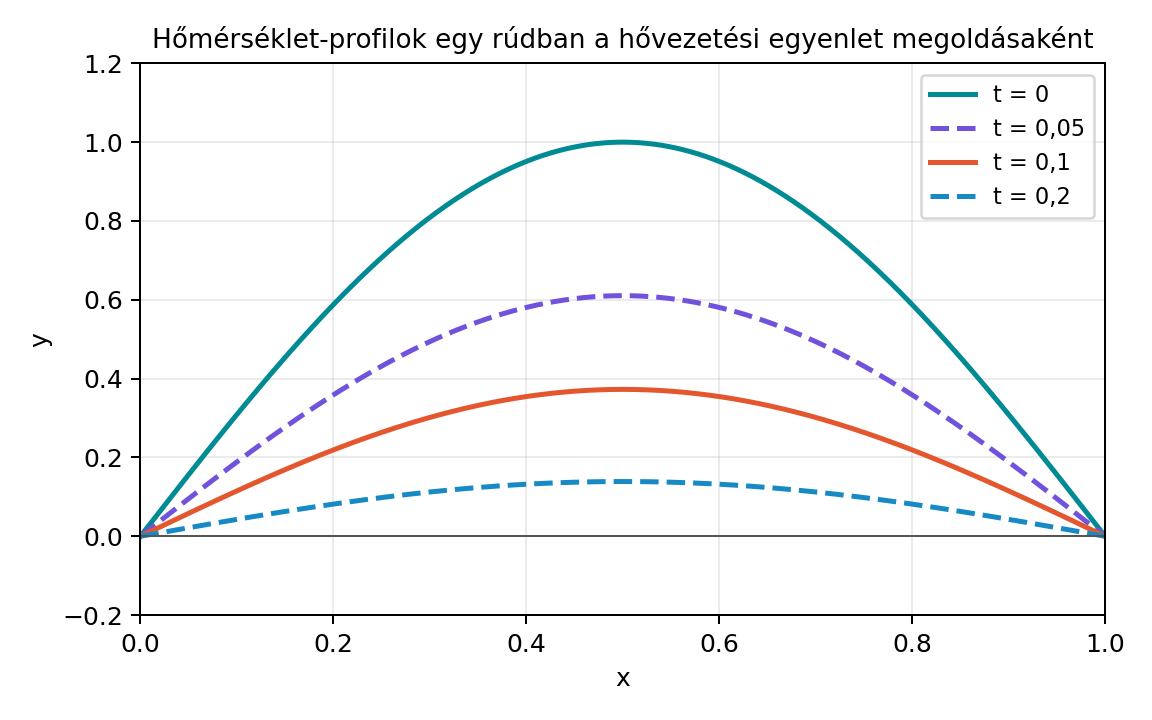 Hőmérséklet-profilok egy rúdban a hővezetési egyenlet megoldásaként
1.2
1.0
0.8
0.6
0.4
0.2
0.0
−0.2
y
t = 0
t = 0,05
t = 0,1
t = 0,2
0.0 0.2 0.4 0.6 0.8 1.0
x